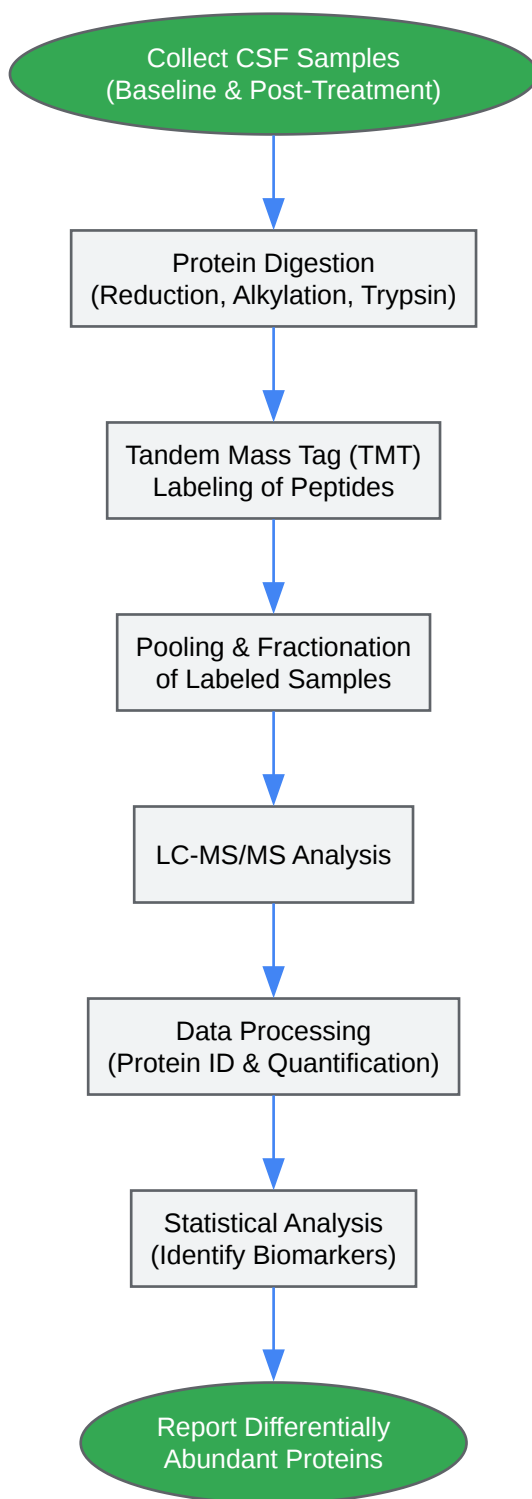 Collect CSF Samples
(Baseline & Post-Treatment)
Protein Digestion
(Reduction, Alkylation, Trypsin)
Tandem Mass Tag (TMT)
Labeling of Peptides
Pooling & Fractionation
of Labeled Samples
LC-MS/MS Analysis
Data Processing
(Protein ID & Quantification)
Statistical Analysis
(Identify Biomarkers)
Report Differentially
Abundant Proteins